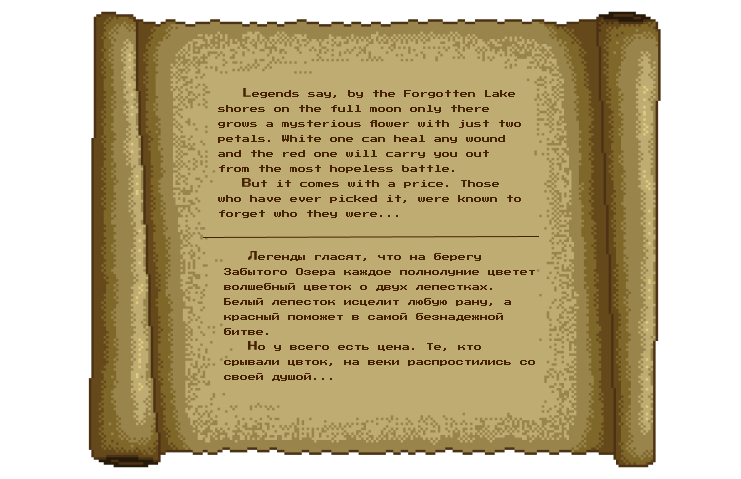 Legends say, by the Forgotten Lake
shores on the full moon only there
grows a mysterious flower with just two
petals. White one can heal any wound
and the red one will carry you out
from the most hopeless battle.
But it comes with a price. Those
who have ever picked it, were known to
forget who they were...
Легенды гласят, что на берегу
Забытого Озера каждое полнолуние цветет
волшебный цветок о двух лепестках.
Белый лепесток исцелит любую рану, а
красный поможет в самой безнадежной
битве.
Но у всего есть цена. Те, кто
срывали цвток, на веки распростились со
своей душой...